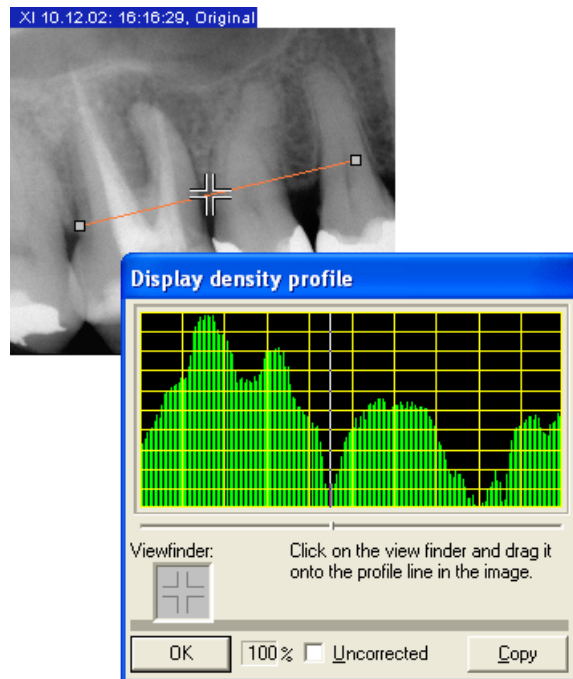 XI 10.12.02: 16:16:29, Original
Display density profile
Viewfinder:
Click on the view finder and drag it
onto the profile line in the image.
OK
100 %
Uncorrected
Copy